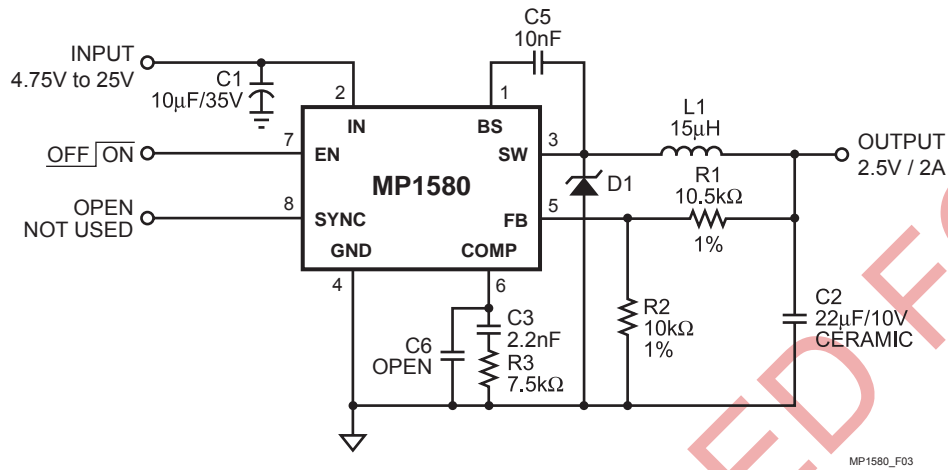 C5
10nF
INPUT
4.75V to 25V
C1
10μF/35V
2
1
IN
BS
L1
15μH
7
EN
SW
3
OFF ON
OUTPUT
2.5V / 2A
MP1580
D1
R1
10.5kΩ
1%
OPEN
NOT USED
8
SYNC
FB
5
GND
COMP
4
6
C3
2.2nF
C6
OPEN
R3
7.5kΩ
R2
10kΩ
1%
C2
22μF/10V
CERAMIC
MP1580_F03
ED FO